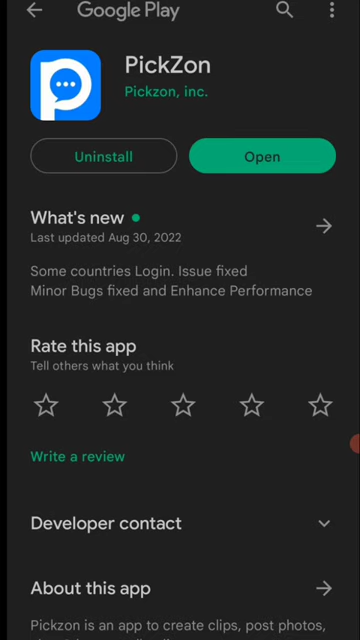 Google Play
PickZon
Pickzon, inc.
Uninstall
Open
What's new
Last updated Aug 30, 2022
Some countries Login. Issue fixed
Minor Bugs fixed and Enhance Performance
Rate this app
Tell others what you think
Write a review
Developer contact
About this app
Pickzon is an app to create clips, post photos,